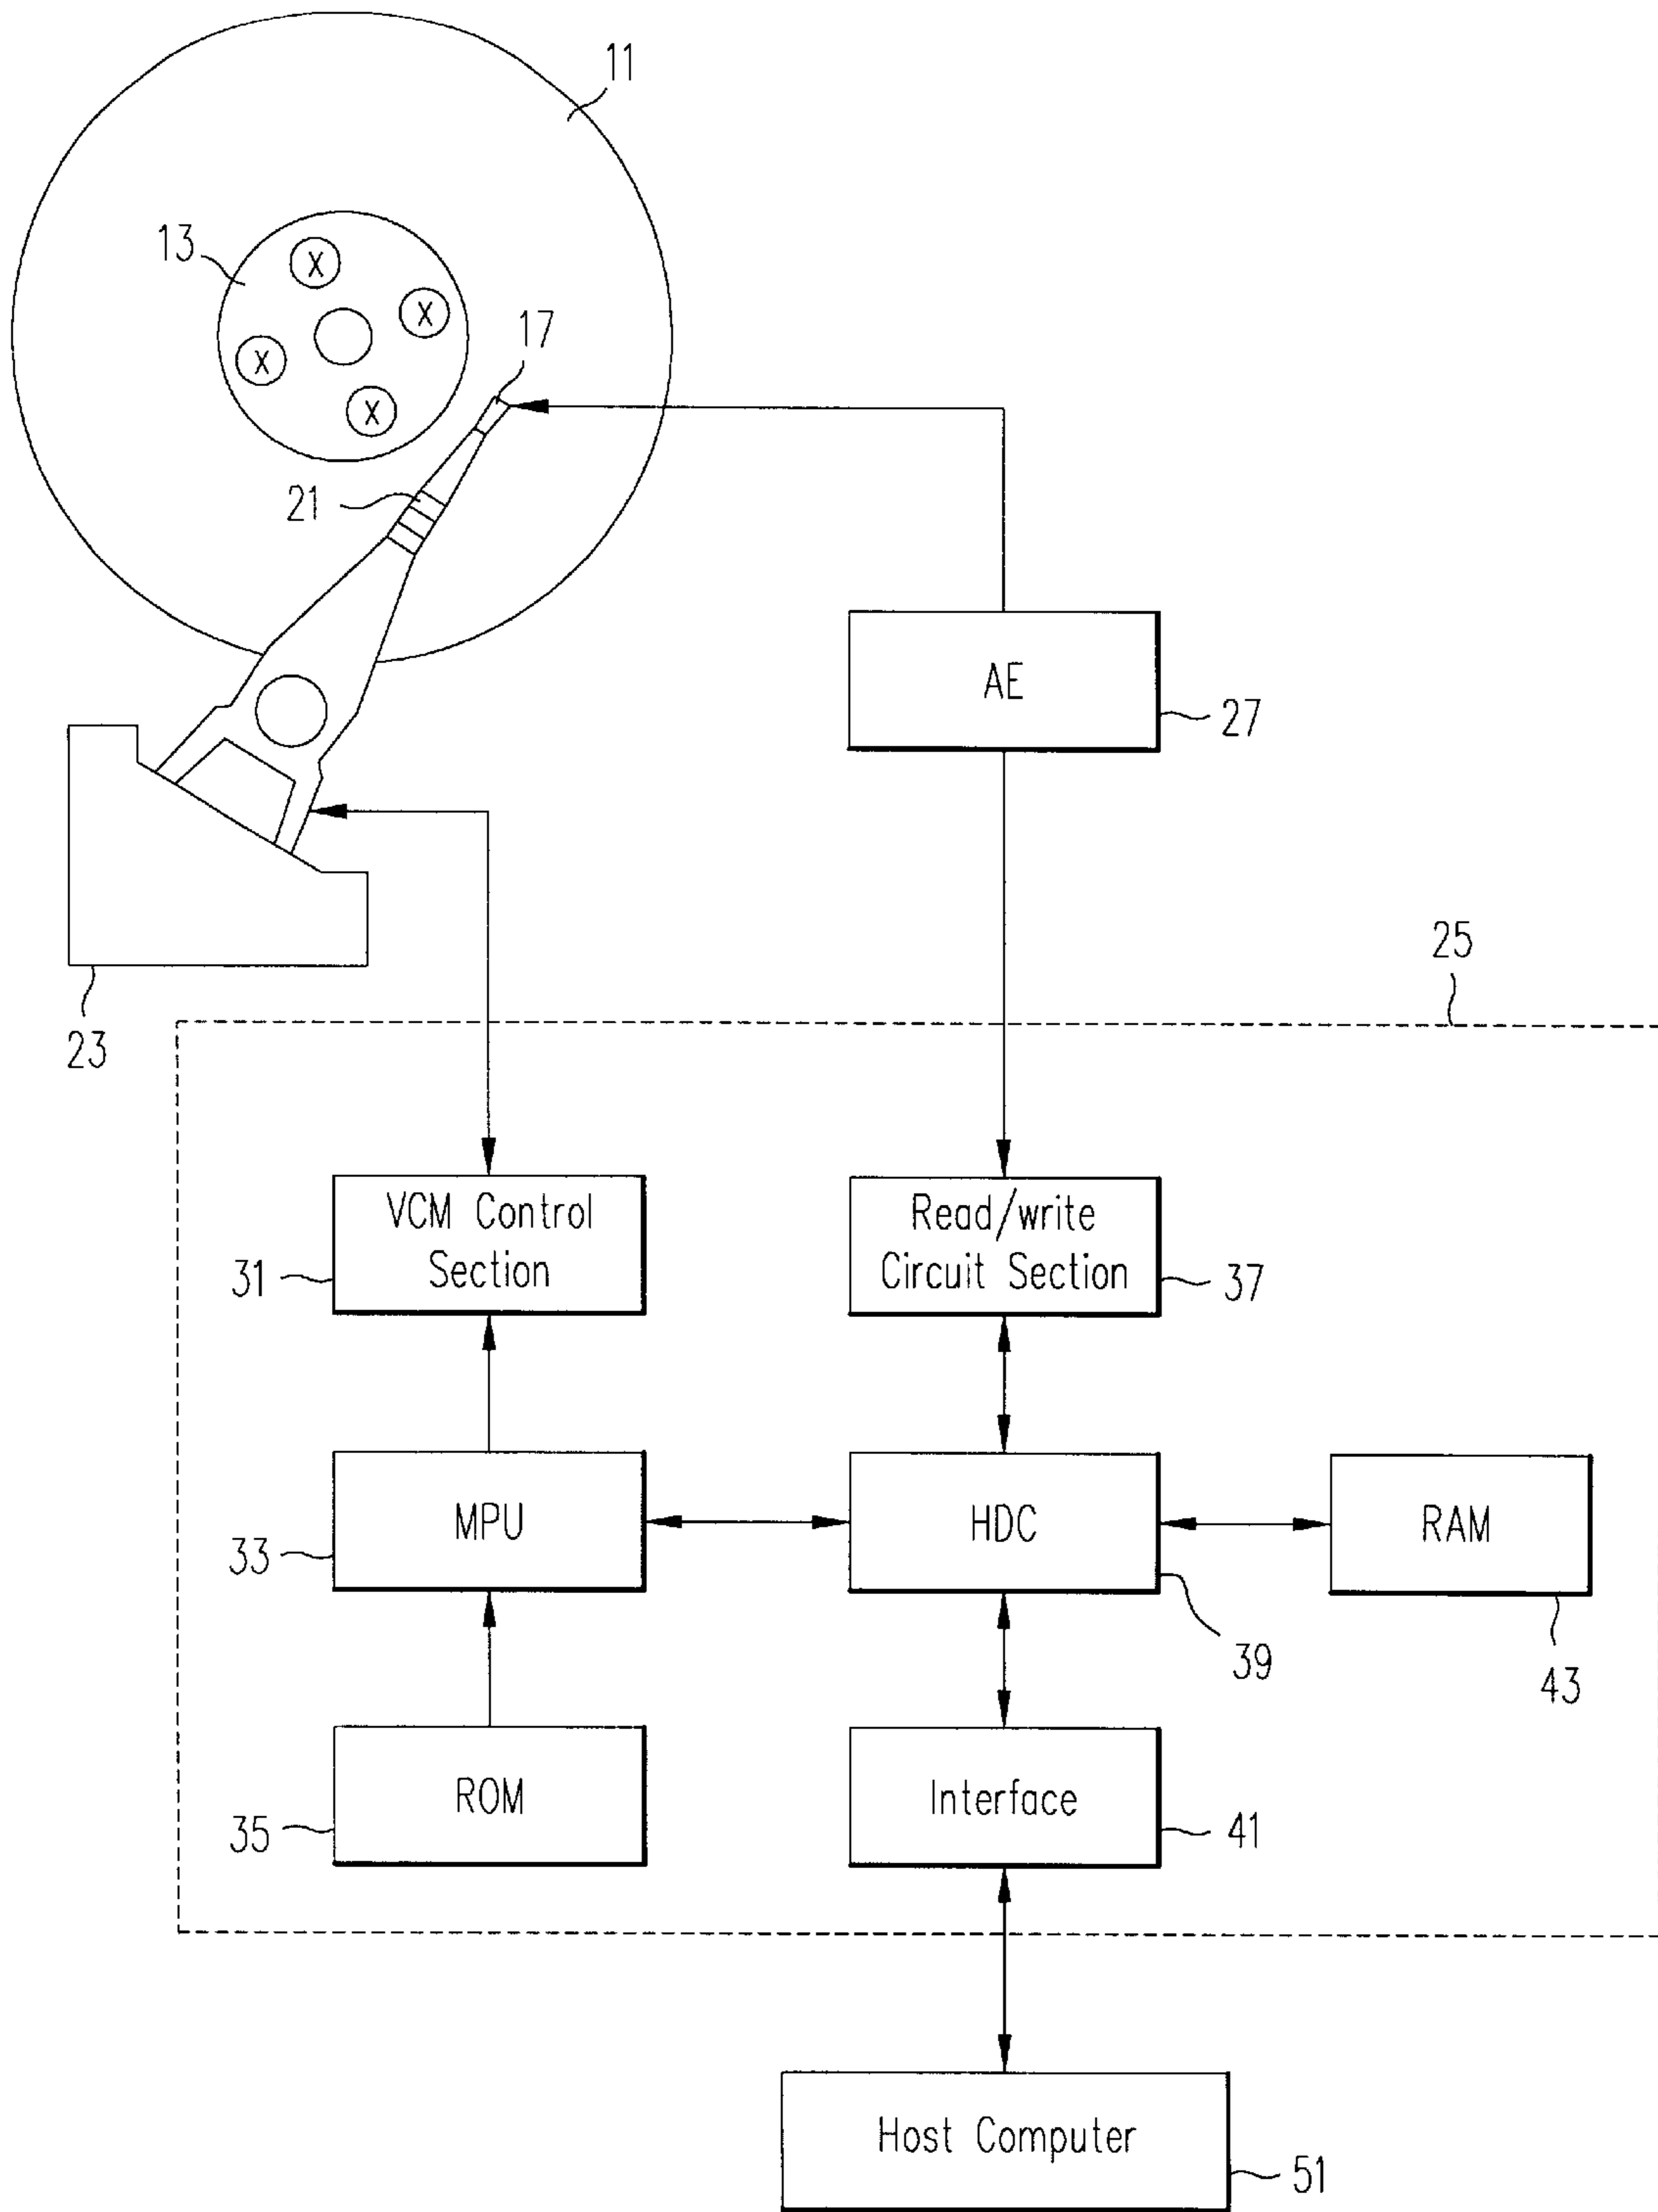 11
13
X
X
X
X
17
21
AE
27
23
25
VCM Control
Section
31
Read/write
Circuit Section
37
MPU
33
HDC
39
RAM
43
ROM
35
Interface
41
Host Computer
51